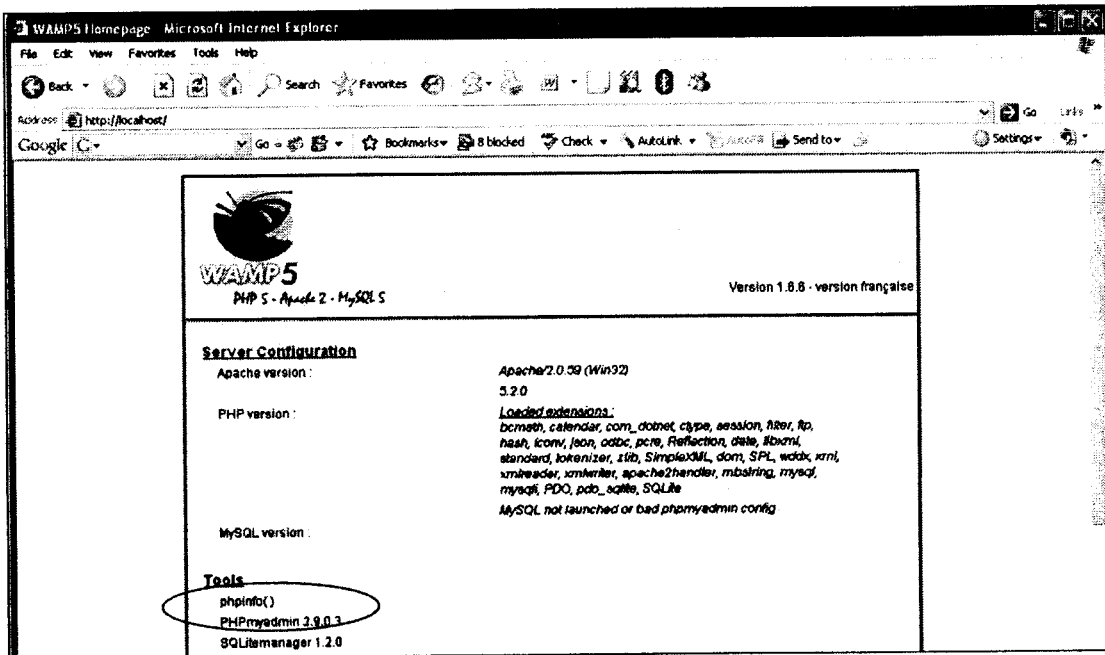 WAMP5 Homepage - Microsoft Internet Explorer
File Edit View Favorites Tools Help
Back Search Favorites
Address http://localhost/ Go Links »
Google G Go Bookmarks 8 blocked Check AutoLink AutoFill Send to Settings
WAMP5
PHP 5 - Apache 2 - MySQL 5
Version 1.6.6 - version française
Server Configuration
Apache version : Apache/2.0.59 (Win32)
5.2.0
PHP version : Loaded extensions :
bcmath, calendar, com_dotnet, ctype, session, filter, ftp,
hash, iconv, json, odbc, pcre, Reflection, date, libxml,
standard, tokenizer, zlib, SimpleXML, dom, SPL, wddx, xml,
xmlreader, xmlwriter, apache2handler, mbstring, mysql,
mysqli, PDO, pdo_sqlite, SQLite
MySQL not launched or bad phpmyadmin config
MySQL version :
Tools
phpinfo()
PHPmyadmin 2.9.0.3
SQLitemanager 1.2.0